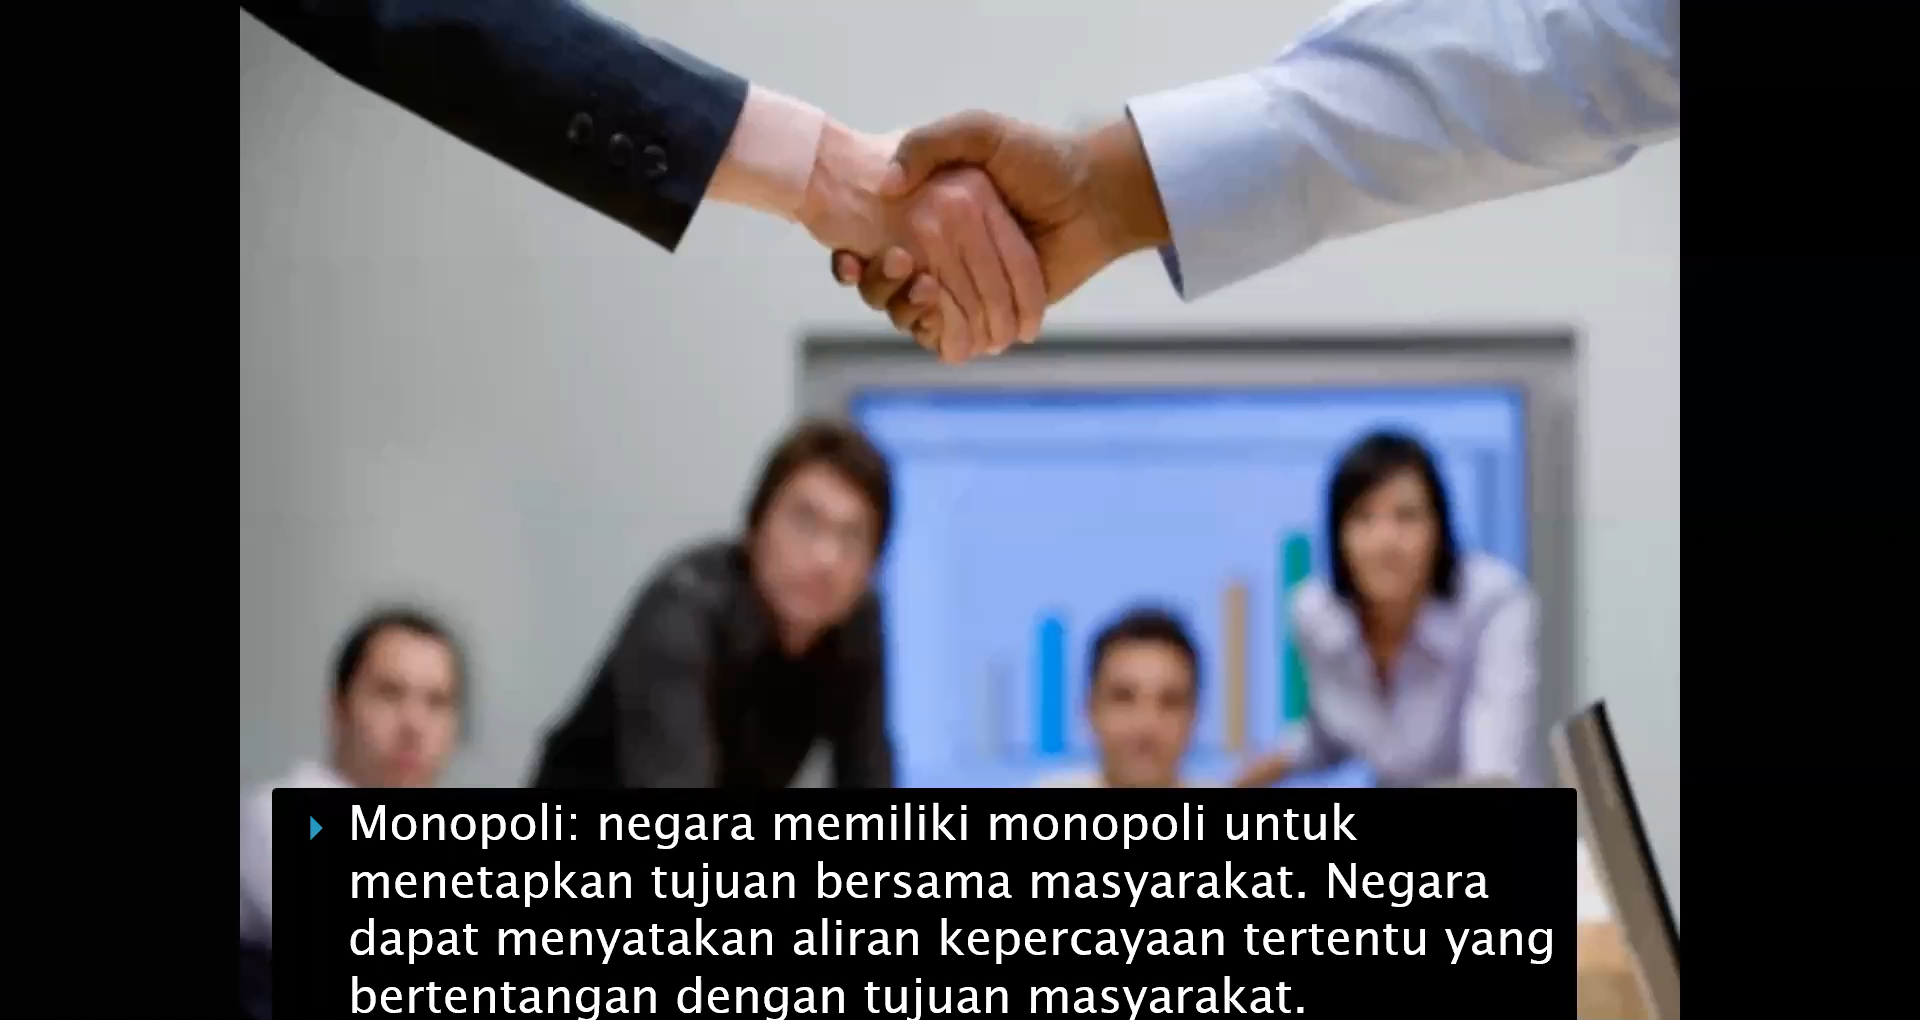 Monopoli: negara memiliki monopoli untuk
menetapkan tujuan bersama masyarakat. Negara
dapat menyatakan aliran kepercayaan tertentu yang
bertentangan dengan tujuan masyarakat.